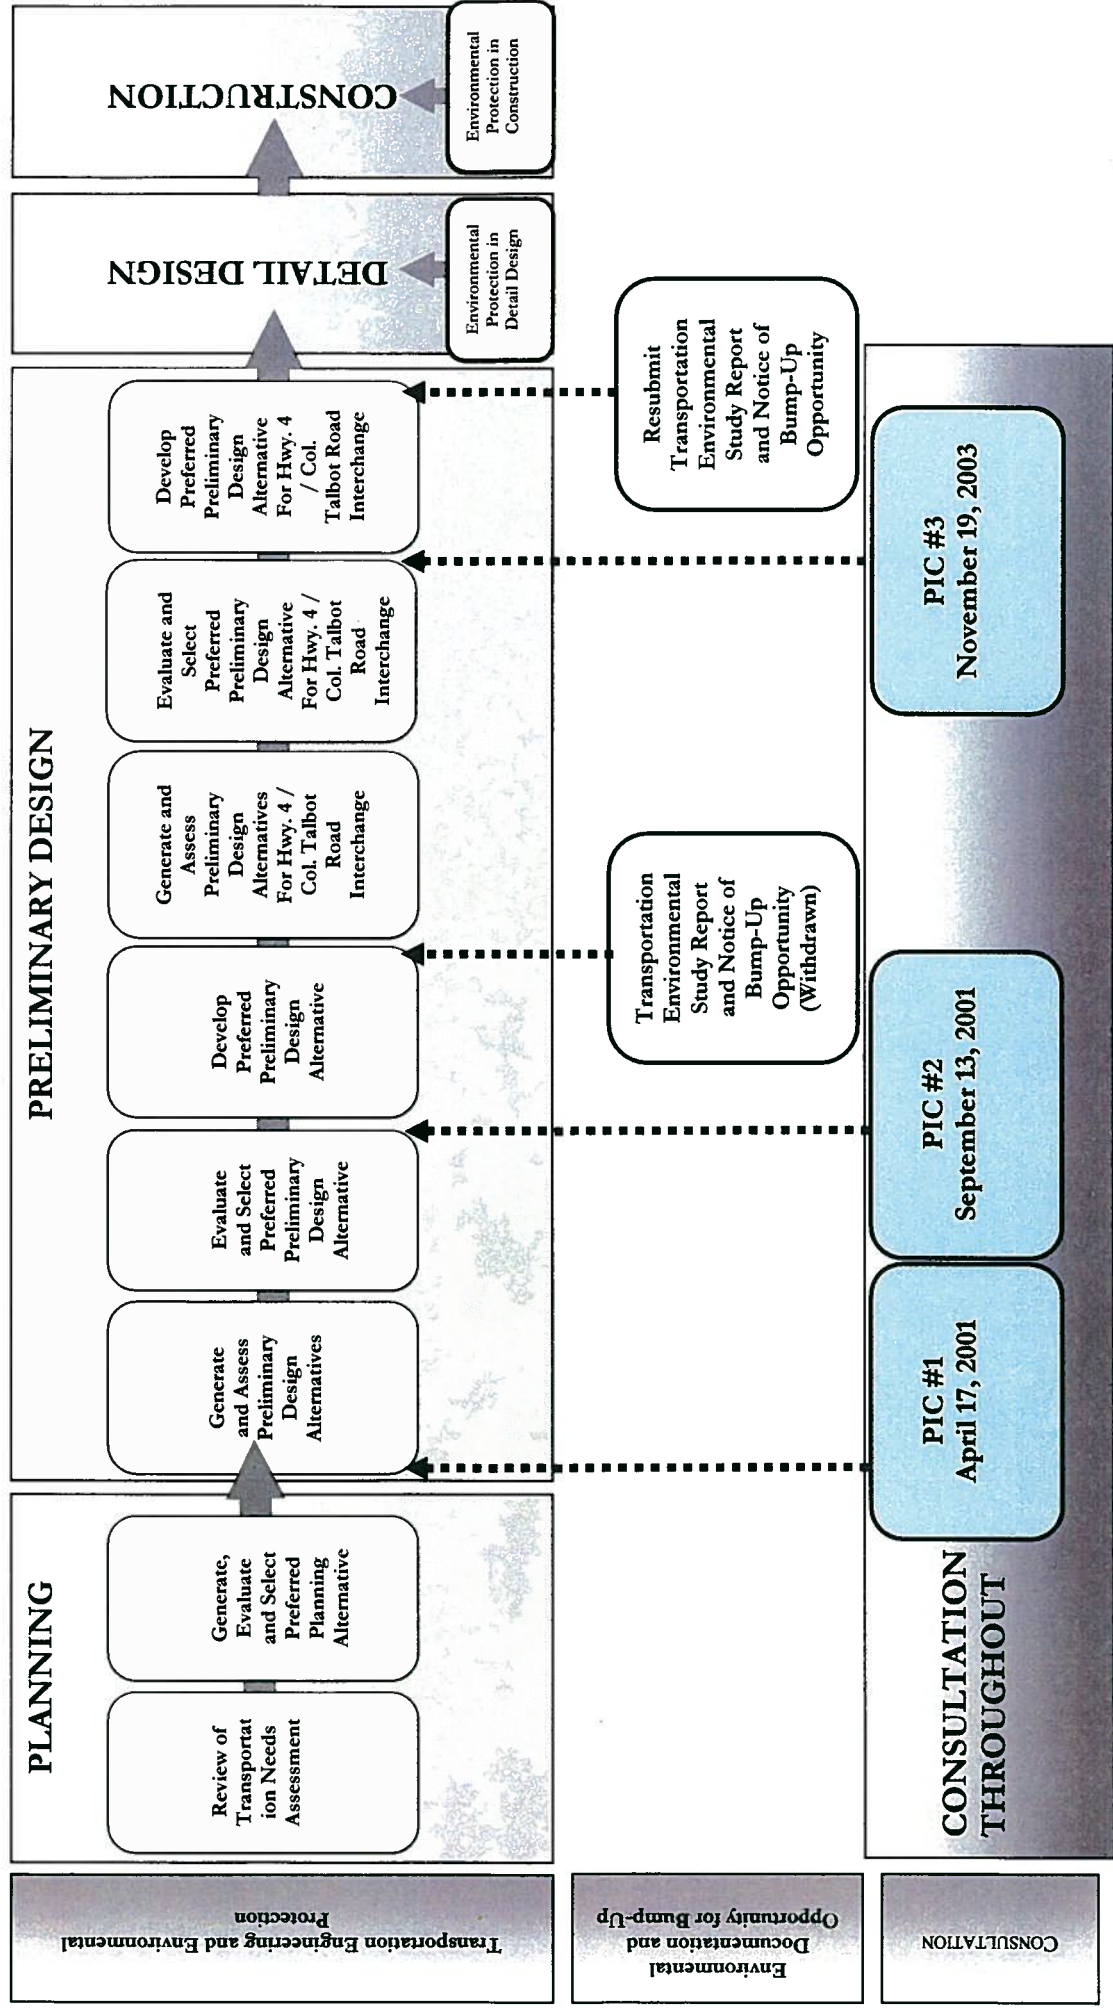 Transportation Engineering and Environmental
Protection
PLANNING
Review of
Transportat
ion Needs
Assessment
Generate,
Evaluate
and Select
Preferred
Planning
Alternative
PRELIMINARY DESIGN
Generate
and Assess
Preliminary
Design
Alternatives
Evaluate
and Select
Preferred
Preliminary
Design
Alternative
Develop
Preferred
Preliminary
Design
Alternative
Generate and
Assess
Preliminary
Design
Alternatives
For Hwy. 4 /
Col. Talbot
Road
Interchange
Evaluate and
Select
Preferred
Preliminary
Design
Alternative
For Hwy. 4 /
Col. Talbot
Road
Interchange
Develop
Preferred
Preliminary
Design
Alternative
For Hwy. 4
/ Col.
Talbot Road
Interchange
DETAIL DESIGN
Environmental
Protection in
Detail Design
CONSTRUCTION
Environmental
Protection in
Construction
Environmental
Documentation and
Opportunity for Bump-Up
Transportation
Environmental
Study Report
and Notice of
Bump-Up
Opportunity
(Withdrawn)
Resubmit
Transportation
Environmental
Study Report
and Notice of
Bump-Up
Opportunity
CONSULTATION
CONSULTATION
THROUGHOUT
PIC #1
April 17, 2001
PIC #2
September 13, 2001
PIC #3
November 19, 2003